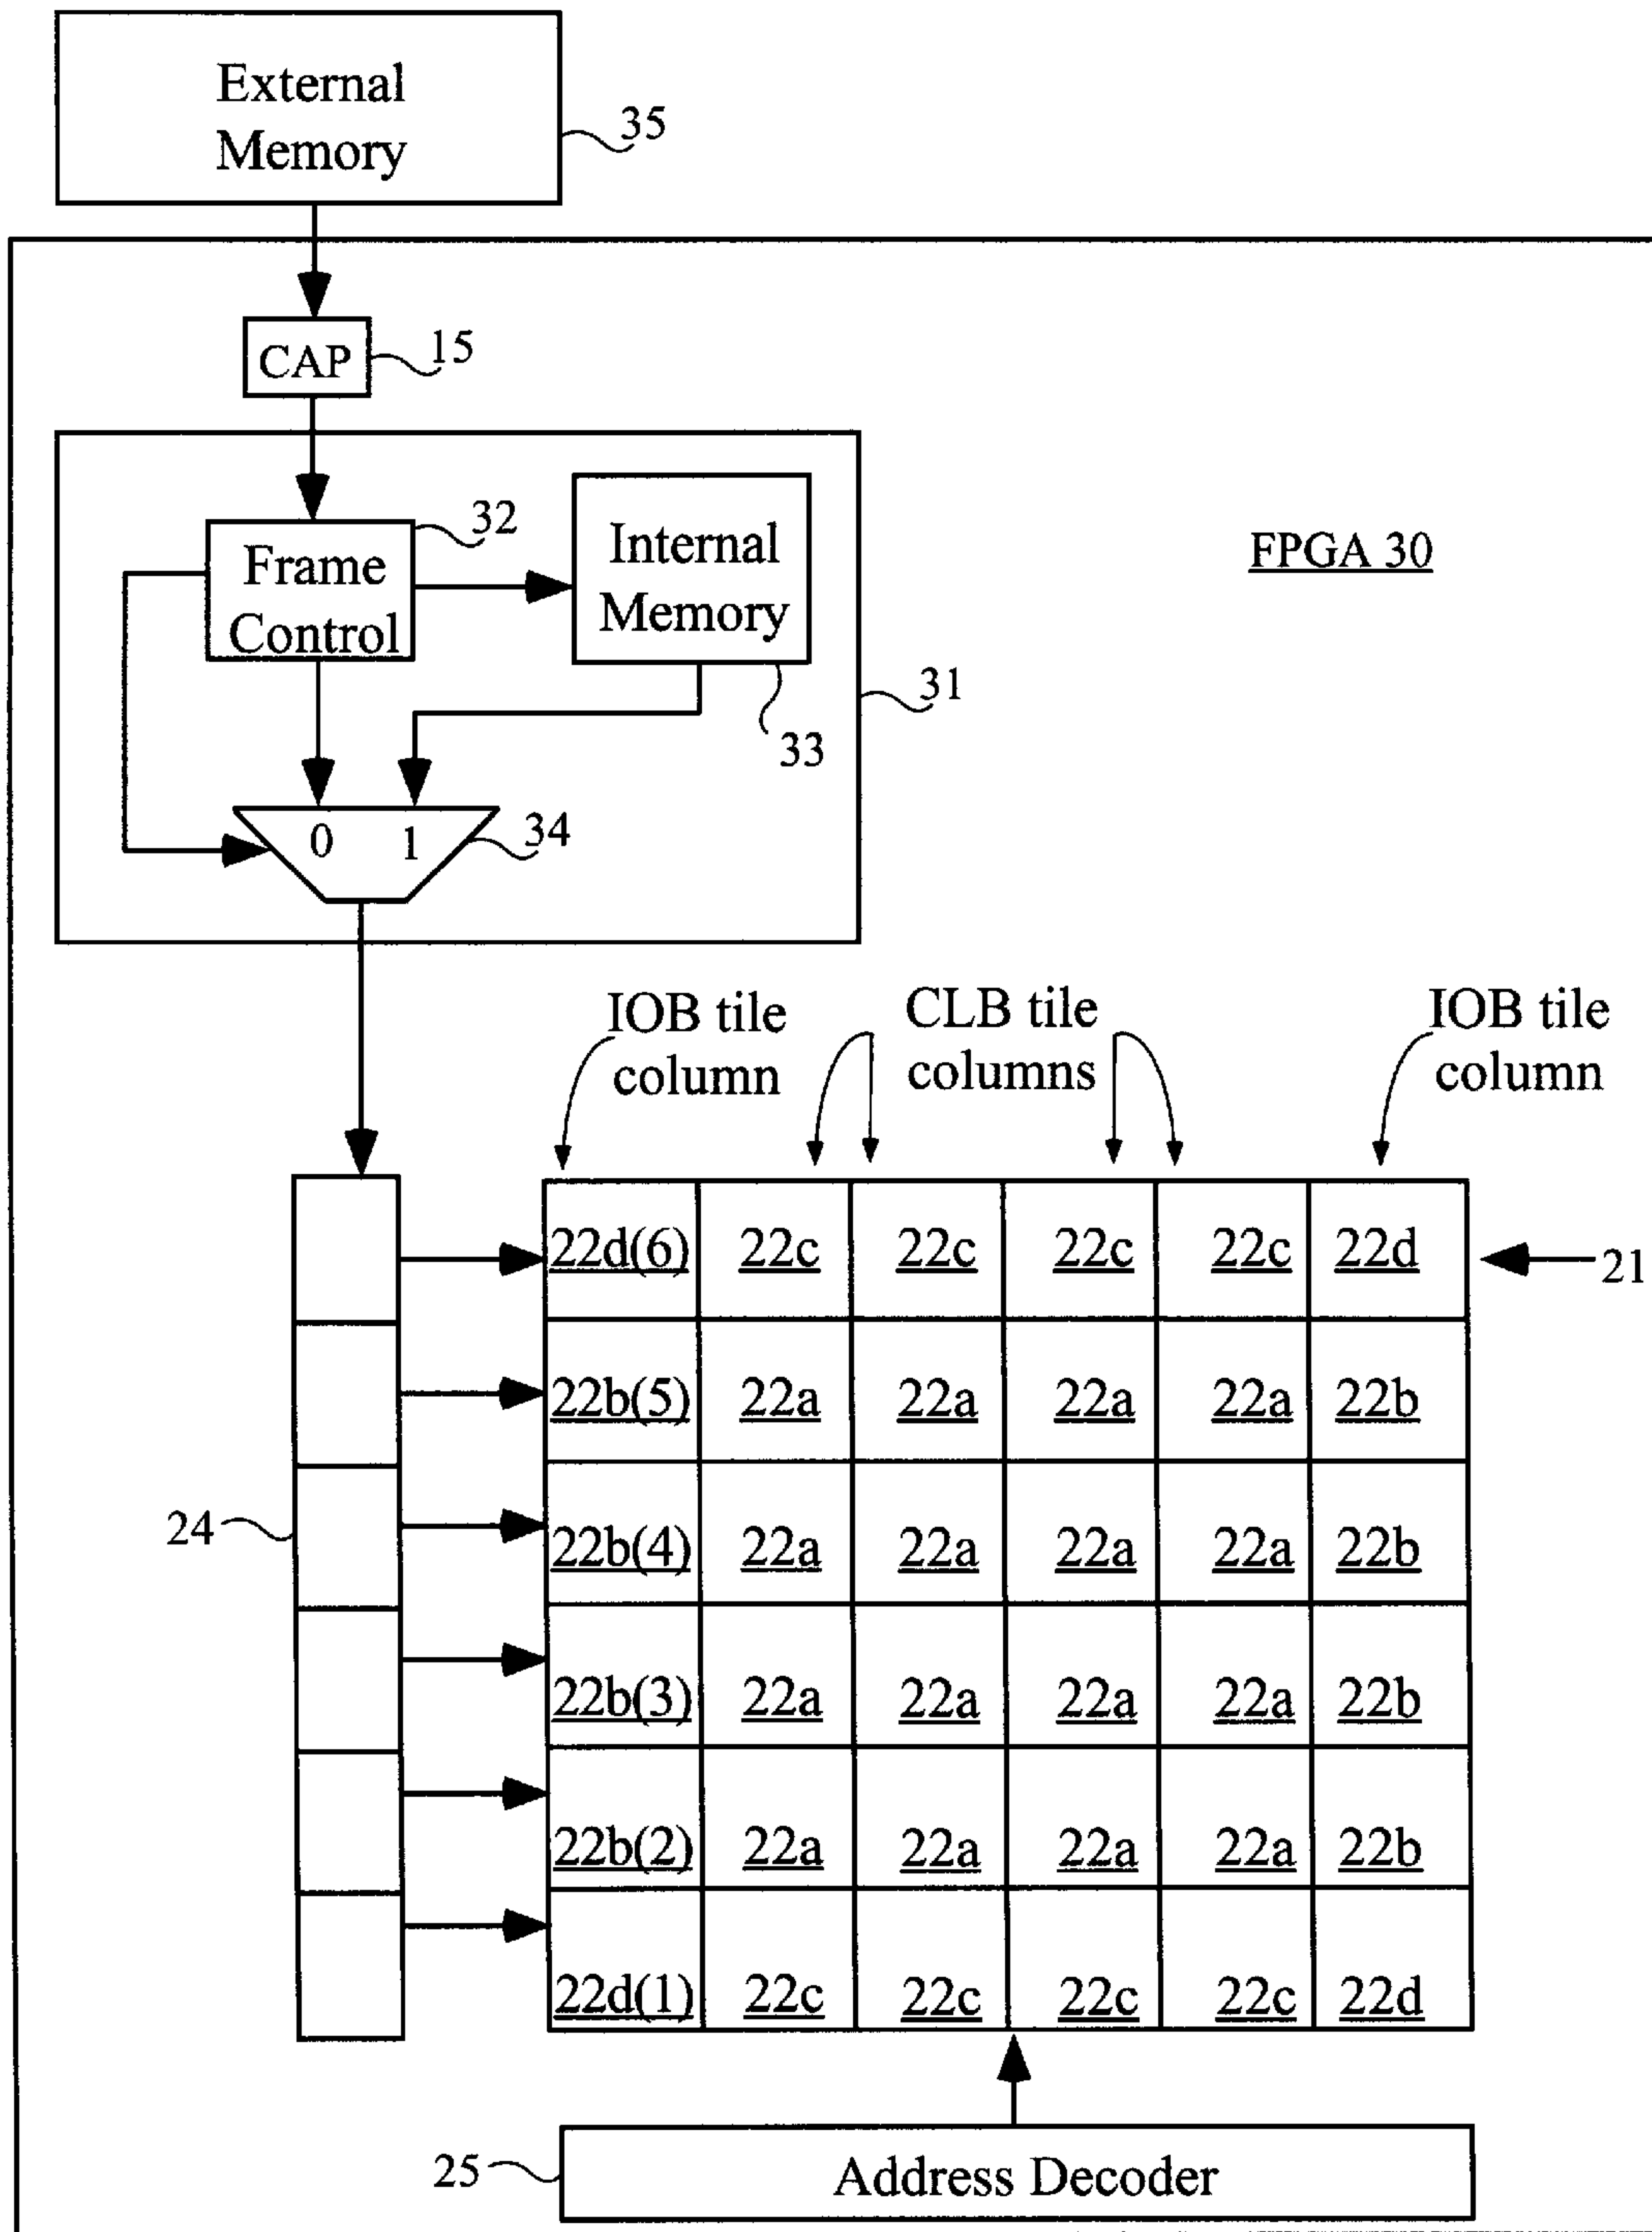 External
Memory
35
CAP
15
32
Frame
Control
Internal
Memory
FPGA 30
31
33
0 1
34
IOB tile
column
CLB tile
columns
IOB tile
column
22d(6) 22c 22c 22c 22c 22d
21
22b(5) 22a 22a 22a 22a 22b
24
22b(4) 22a 22a 22a 22a 22b
22b(3) 22a 22a 22a 22a 22b
22b(2) 22a 22a 22a 22a 22b
22d(1) 22c 22c 22c 22c 22d
25
Address Decoder